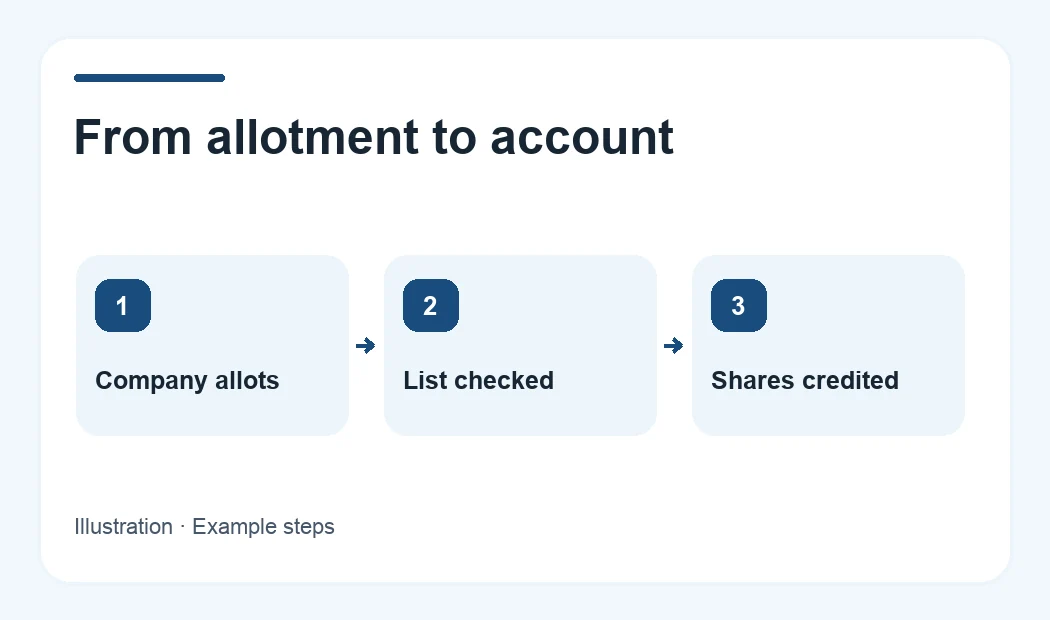 From allotment to account
1
Company allots
2
List checked
3
Shares credited
Illustration · Example steps